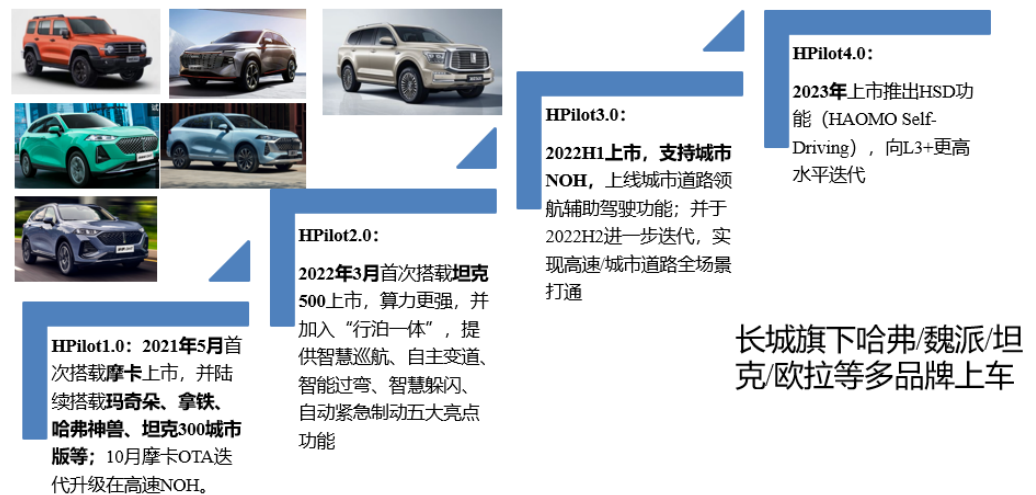 HPilot1.0：2021年5月首
次搭载摩卡上市，并陆
续搭载玛奇朵、拿铁、
哈弗神兽、坦克300城市
版等；10月摩卡OTA迭
代升级在高速NOH。
HPilot2.0：
2022年3月首次搭载坦克
500上市，算力更强，并
加入“行泊一体”，提
供智慧巡航、自主变道、
智能过弯、智慧躲闪、
自动紧急制动五大亮点
功能
HPilot3.0：
2022H1上市，支持城市
NOH，上线城市道路领
航辅助驾驶功能；并于
2022H2进一步迭代，实
现高速/城市道路全场景
打通
HPilot4.0：
2023年上市推出HSD功
能（HAOMO Self-
Driving），向L3+更高
水平迭代
长城旗下哈弗/魏派/坦
克/欧拉等多品牌上车